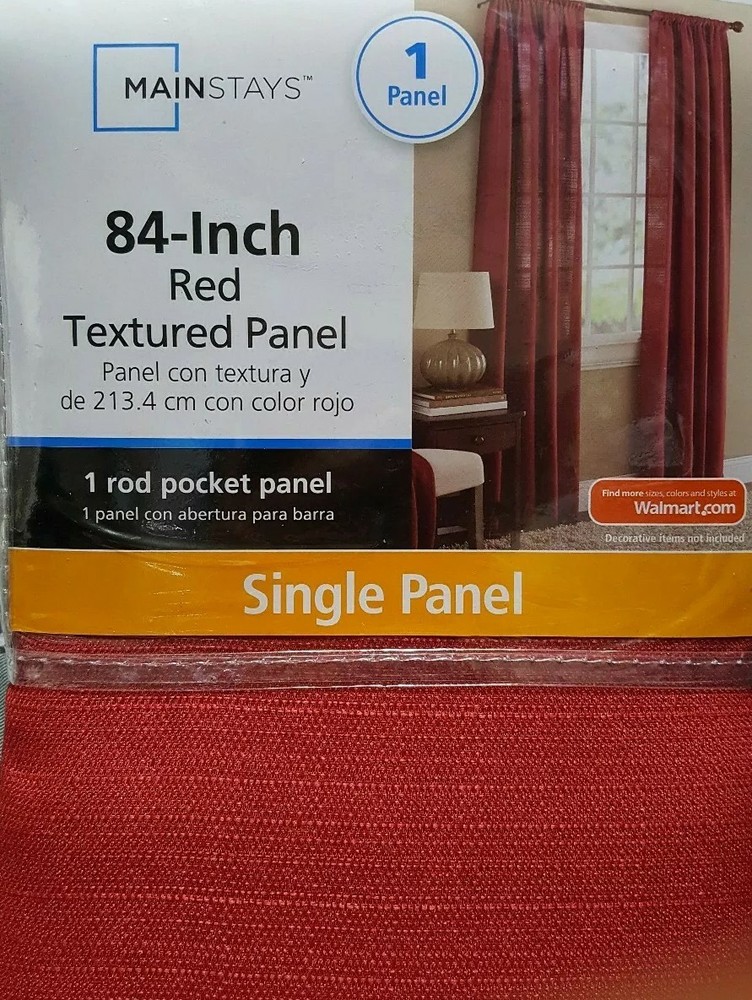 MAINSTAYS™
1
Panel
84-Inch
Red
Textured Panel
Panel con textura y
de 213.4 cm con color rojo
1 rod pocket panel
1 panel con abertura para barra
Find more sizes, colors and styles at
Walmart.com
Decorative items not included
Single Panel